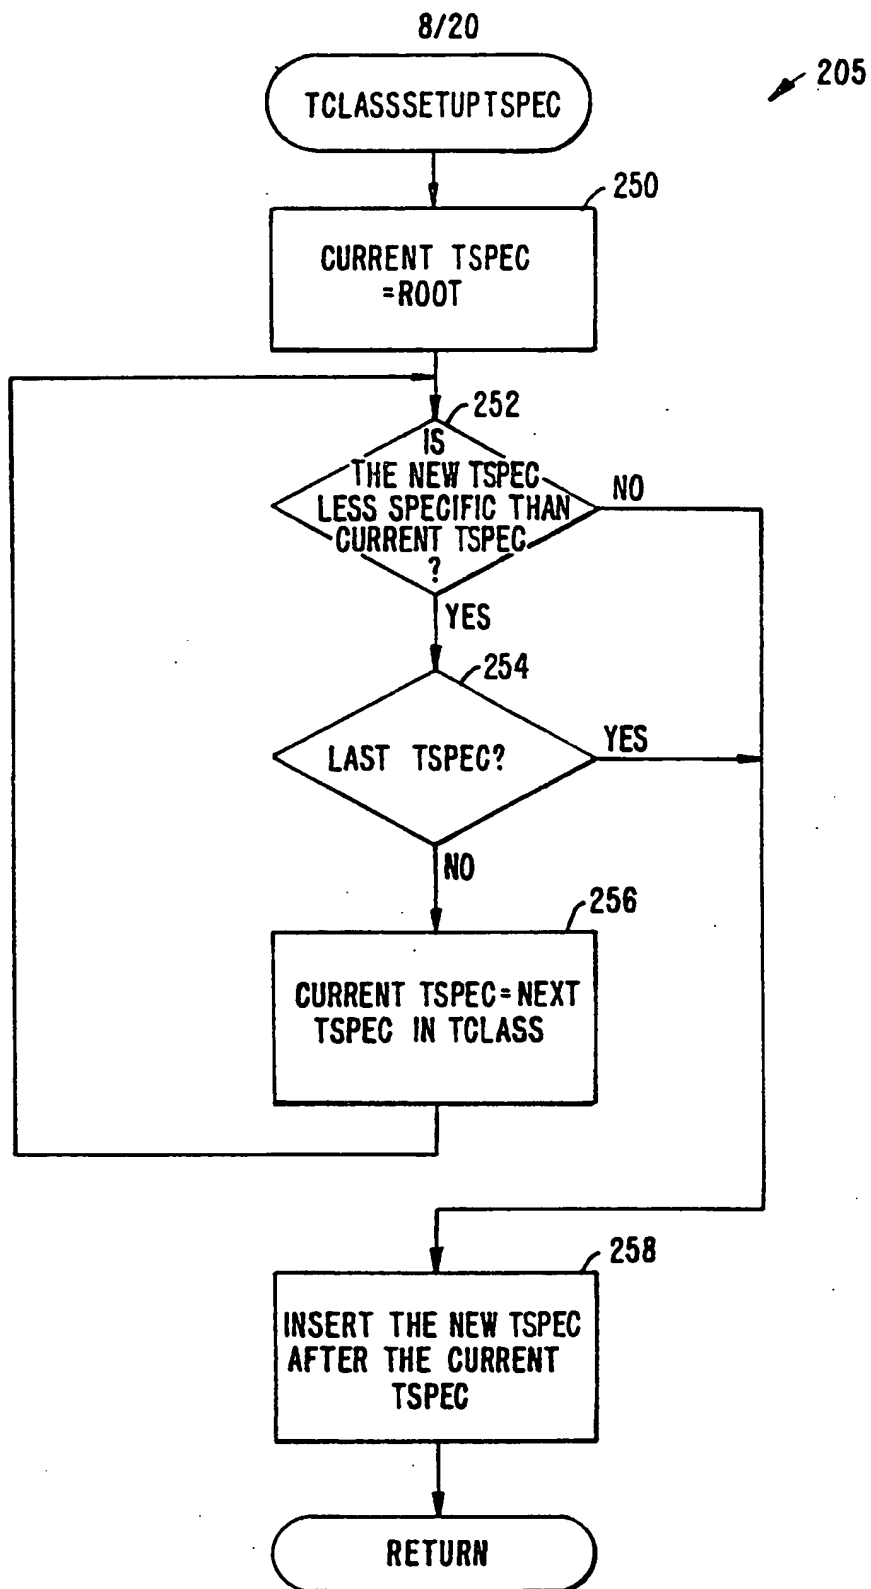 8/20
205
TCLASSSETUPTSPEC
250
CURRENT TSPEC
=ROOT
252
IS
THE NEW TSPEC
LESS SPECIFIC THAN
CURRENT TSPEC
?
NO
YES
254
LAST TSPEC?
YES
NO
256
CURRENT TSPEC=NEXT
TSPEC IN TCLASS
258
INSERT THE NEW TSPEC
AFTER THE CURRENT
TSPEC
RETURN